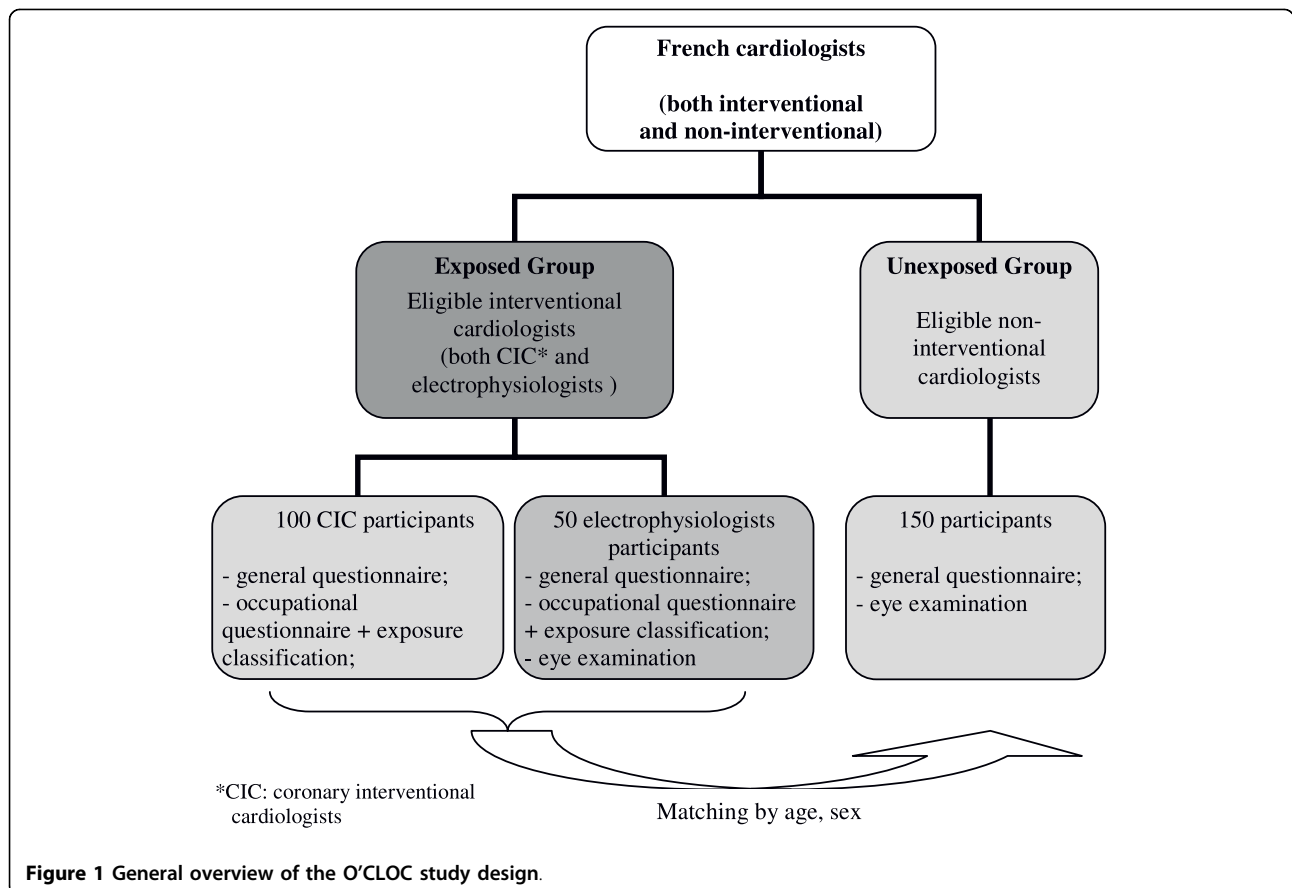 French cardiologists
(both interventional
and non-interventional)
Exposed Group
Eligible interventional
cardiologists
(both CIC* and
electrophysiologists )
Unexposed Group
Eligible non-
interventional
cardiologists
100 CIC participants
- general questionnaire;
- occupational
questionnaire + exposure
classification;
50 electrophysiologists
participants
- general questionnaire;
- occupational questionnaire
+ exposure classification;
- eye examination
150 participants
- general questionnaire;
- eye examination
*CIC: coronary interventional
cardiologists
Matching by age, sex
Figure 1 General overview of the O'CLOC study design.